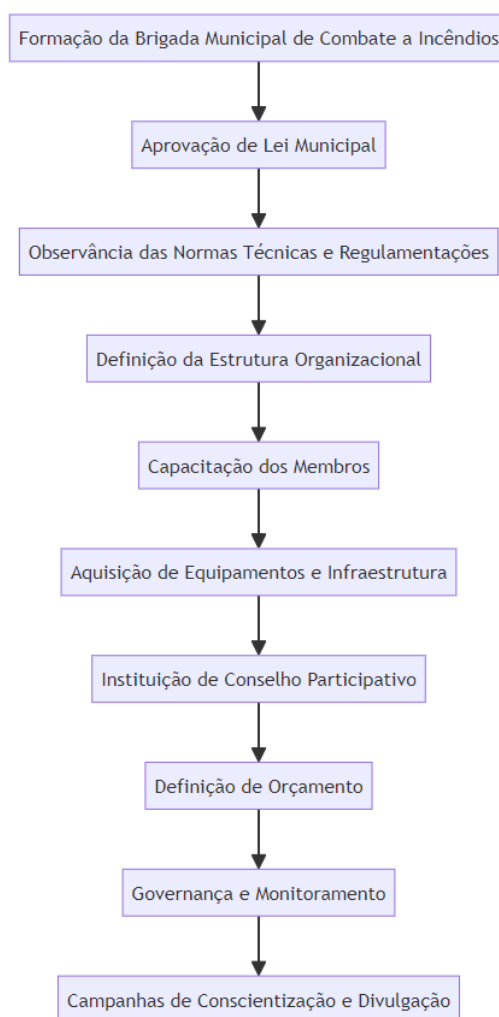 Formação da Brigada Municipal de Combate a Incêndios
Aprovação de Lei Municipal
Observância das Normas Técnicas e Regulamentações
Definição da Estrutura Organizacional
Capacitação dos Membros
Aquisição de Equipamentos e Infraestrutura
Instituição de Conselho Participativo
Definição de Orçamento
Governança e Monitoramento
Campanhas de Conscientização e Divulgação